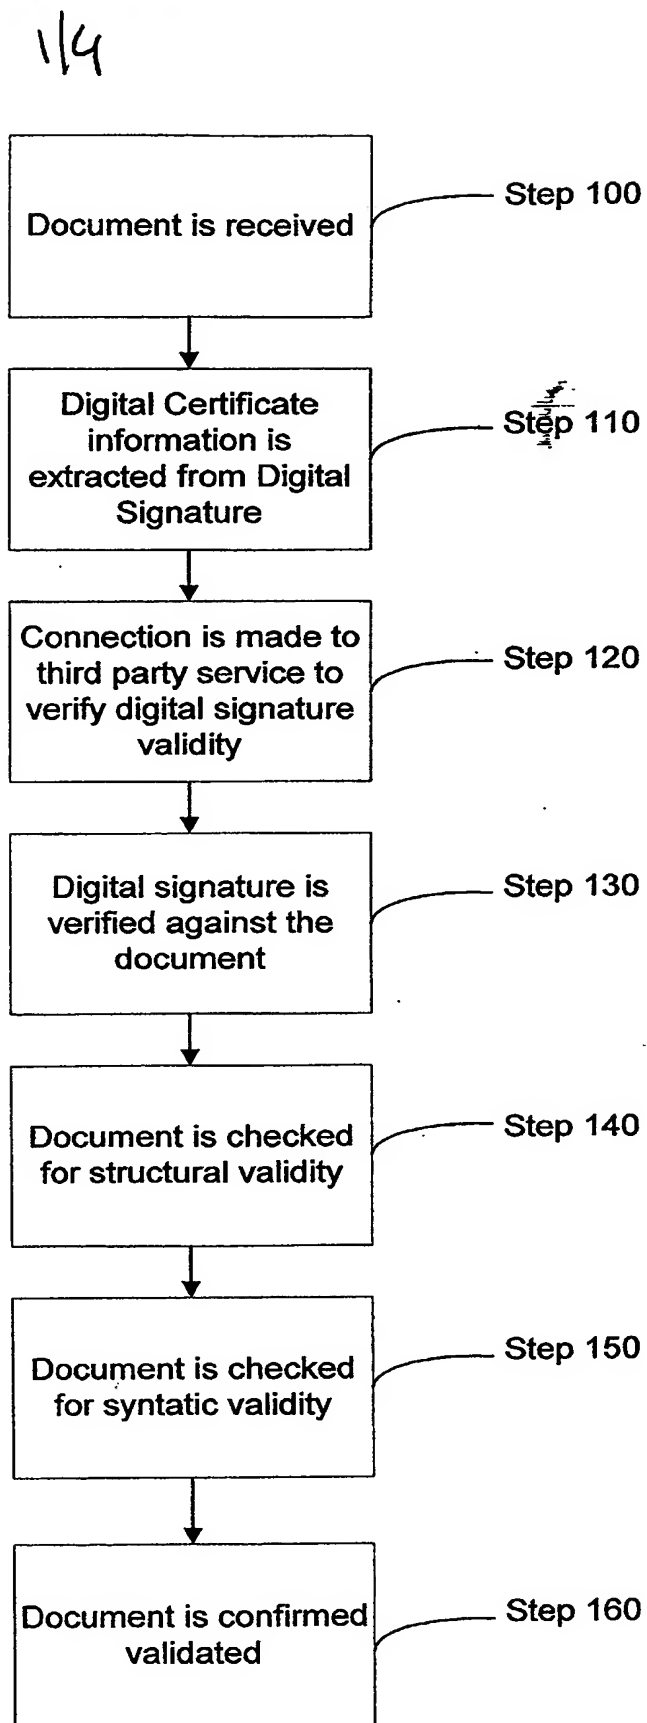 1/4
Document is received
Step 100
Digital Certificate
information is
extracted from Digital
Signature
Step 110
Connection is made to
third party service to
verify digital signature
validity
Step 120
Digital signature is
verified against the
document
Step 130
Document is checked
for structural validity
Step 140
Document is checked
for syntatic validity
Step 150
Document is confirmed
validated
Step 160